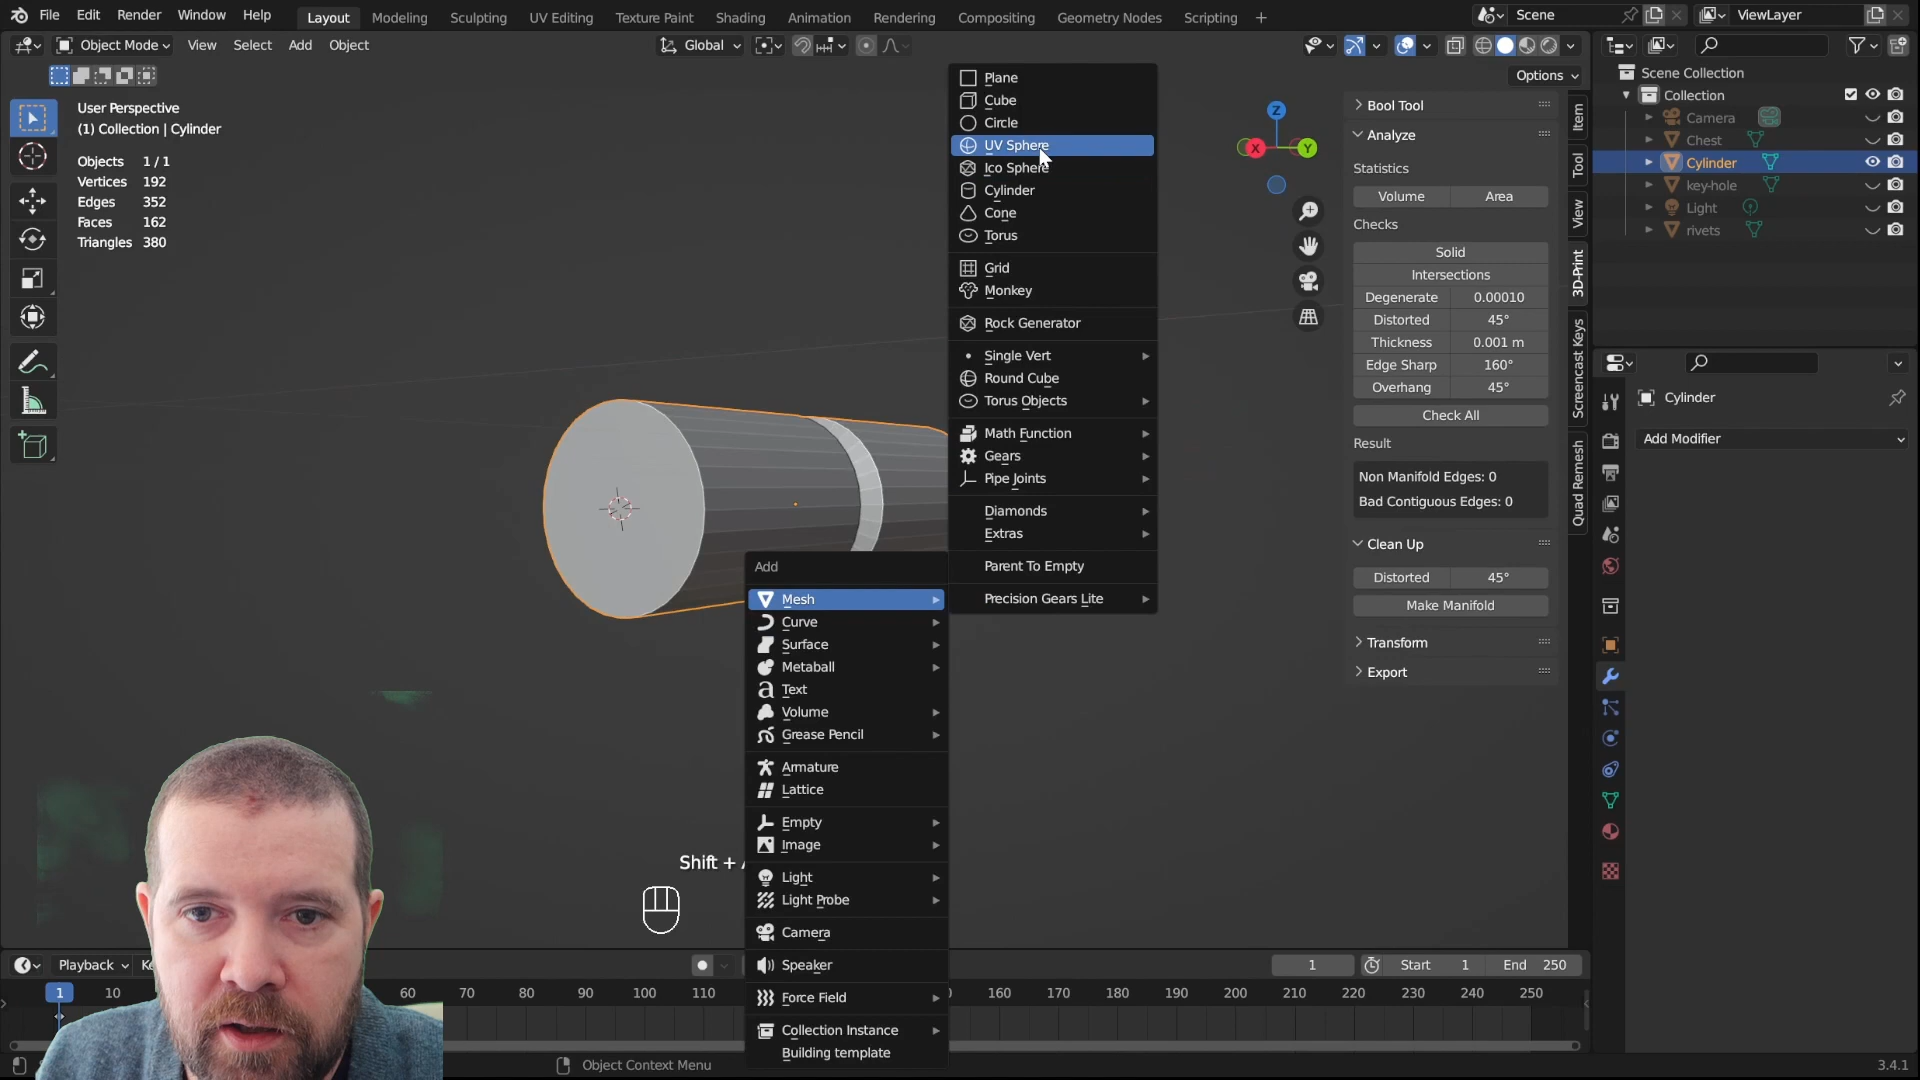 File Edit Render Window Help Layout Modeling Sculpting UV Editing Texture Paint Shading Animation Rendering Compositing Geometry Nodes Scripting + Scene ViewLayer
Object Mode View Select Add Object Global
Options
User Perspective
(1) Collection | Cylinder
Objects 1 / 1
Vertices 192
Edges 352
Faces 162
Triangles 380
Plane
Cube
Circle
UV Sphere
Ico Sphere
Cylinder
Cone
Torus
Grid
Monkey
Rock Generator
Single Vert
Round Cube
Torus Objects
Math Function
Gears
Pipe Joints
Diamonds
Extras
Parent To Empty
Precision Gears Lite
Z
X
Y
Add
Mesh
Curve
Surface
Metaball
Text
Volume
Grease Pencil
Armature
Lattice
Empty
Image
Light
Light Probe
Camera
Speaker
Force Field
Collection Instance
Building template
Shift +
Bool Tool
Analyze
Statistics
Volume Area
Checks
Solid
Intersections
Degenerate 0.00010
Distorted 45°
Thickness 0.001 m
Edge Sharp 160°
Overhang 45°
Check All
Result
Non Manifold Edges: 0
Bad Contiguous Edges: 0
Clean Up
Distorted 45°
Make Manifold
Transform
Export
Item
Tool
View
3D-Print
Screencast Keys
Quad Remesh
Scene Collection
Collection
Camera
Chest
Cylinder
key-hole
Light
rivets
Cylinder
Add Modifier
Playback
1 Start 1 End 250
1 10 60 70 80 90 100 110 160 170 180 190 200 210 220 230 240 250
Object Context Menu
3.4.1